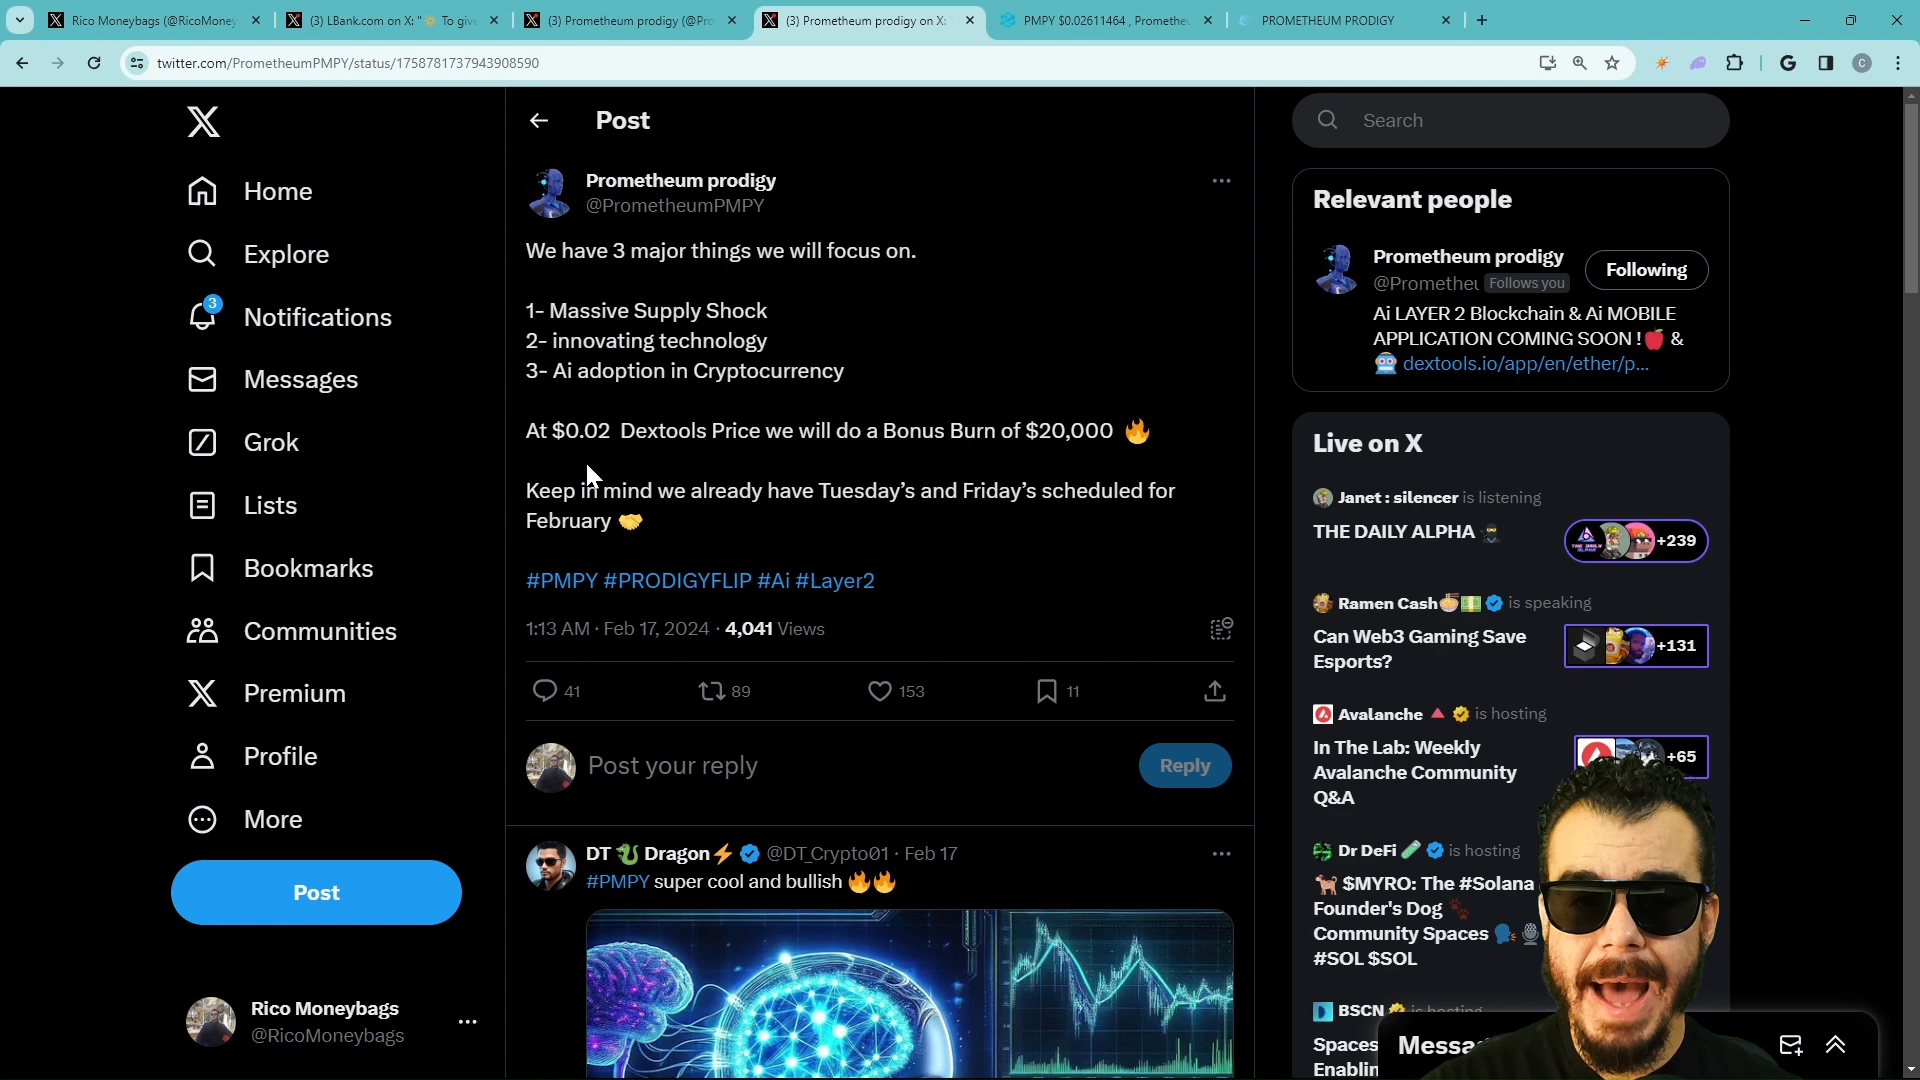 Rico Moneybags (@RicoMoney
(3) LBank.com on X: "☀️ To give
(3) Prometheum prodigy (@Pro
(3) Prometheum prodigy on X: "
PMPY $0.02611464 , Promethe
PROMETHEUM PRODIGY
twitter.com/PrometheumPMPY/status/1758781737943908590
Home
Explore
3
Notifications
Messages
Grok
Lists
Bookmarks
Communities
Premium
Profile
More
Post
Rico Moneybags
@RicoMoneybags
Post
Prometheum prodigy
@PrometheumPMPY
We have 3 major things we will focus on.
1- Massive Supply Shock
2- innovating technology
3- Ai adoption in Cryptocurrency
At $0.02 Dextools Price we will do a Bonus Burn of $20,000 🔥
Keep in mind we already have Tuesday’s and Friday’s scheduled for
February 🤝
#PMPY #PRODIGYFLIP #Ai #Layer2
1:13 AM · Feb 17, 2024 · 4,041 Views
41 89 153 11
Post your reply
Reply
DT 🐉 Dragon⚡ @DT_Crypto01 · Feb 17
#PMPY super cool and bullish 🔥🔥
Search
Relevant people
Prometheum prodigy
@Promethe Follows you
Following
Ai LAYER 2 Blockchain & Ai MOBILE
APPLICATION COMING SOON !🍎 &
🤖 dextools.io/app/en/ether/p...
Live on X
Janet : silencer is listening
THE DAILY ALPHA 🥷
+239
Ramen Cash🍜💵 is speaking
Can Web3 Gaming Save
Esports?
+131
Avalanche 🔺 is hosting
In The Lab: Weekly
Avalanche Community
Q&A
+65
Dr DeFi 🧪 is hosting
🐕 $MYRO: The #Solana
Founder's Dog 🐾
Community Spaces 🗣️🎙️
#SOL $SOL
BSCN is hosting
Spaces
Enablin
Messa